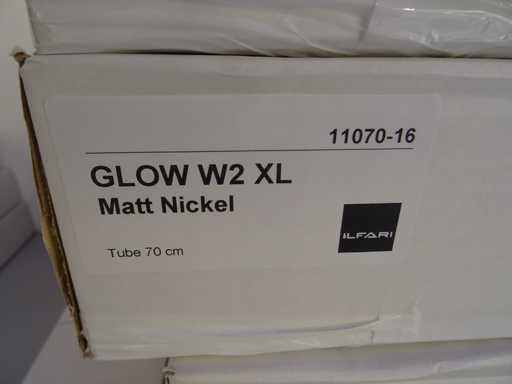 11070-16
GLOW W2 XL
Matt Nickel
ILFARI
Tube 70 cm